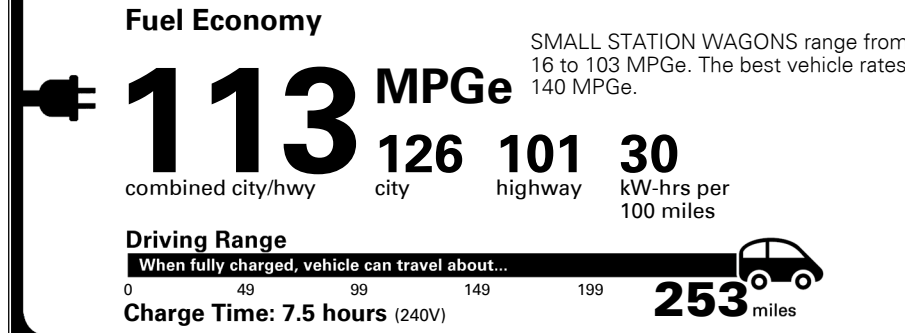 Fuel Economy
SMALL STATION WAGONS range from
16 to 103 MPGe. The best vehicle rates
140 MPGe.
113 MPGe
combined city/hwy
126 101 30
city highway kW-hrs per
100 miles
Driving Range
When fully charged, vehicle can travel about...
0 49 99 149 199 253 miles
Charge Time: 7.5 hours (240V)